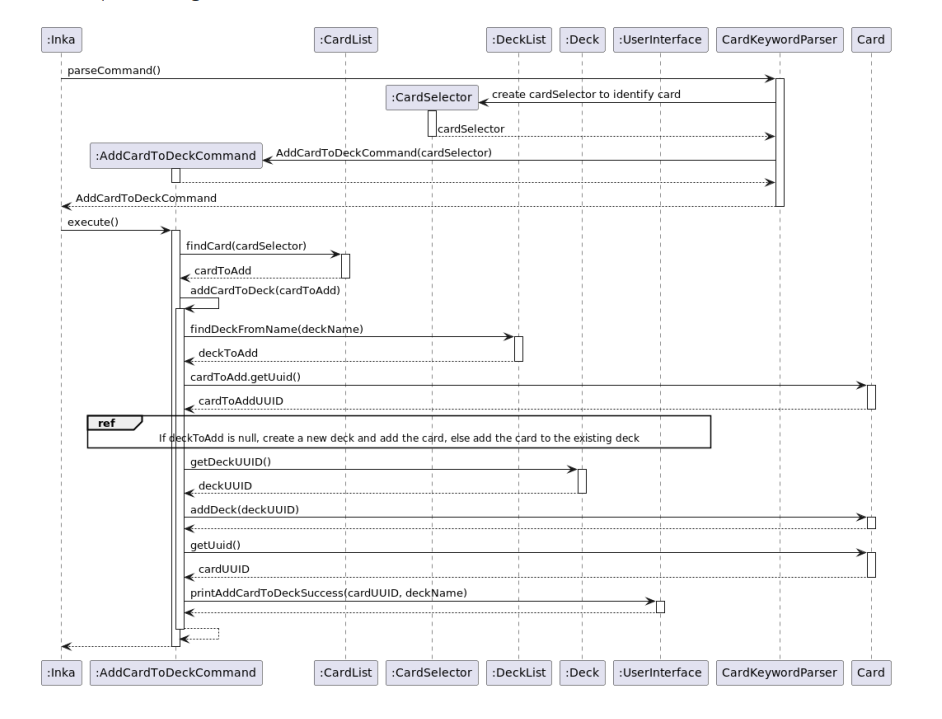 :Inka
:CardList
:DeckList
:Deck
:UserInterface
CardKeywordParser
Card
parseCommand()
:CardSelector
create cardSelector to identify card
cardSelector
:AddCardToDeckCommand
AddCardToDeckCommand(cardSelector)
AddCardToDeckCommand
execute()
findCard(cardSelector)
cardToAdd
addCardToDeck(cardToAdd)
findDeckFromName(deckName)
deckToAdd
cardToAdd.getUuid()
cardToAddUUID
ref
If deckToAdd is null, create a new deck and add the card, else add the card to the existing deck
getDeckUUID()
deckUUID
addDeck(deckUUID)
getUuid()
cardUUID
printAddCardToDeckSuccess(cardUUID, deckName)
:Inka
:AddCardToDeckCommand
:CardList
:CardSelector
:DeckList
:Deck
:UserInterface
CardKeywordParser
Card